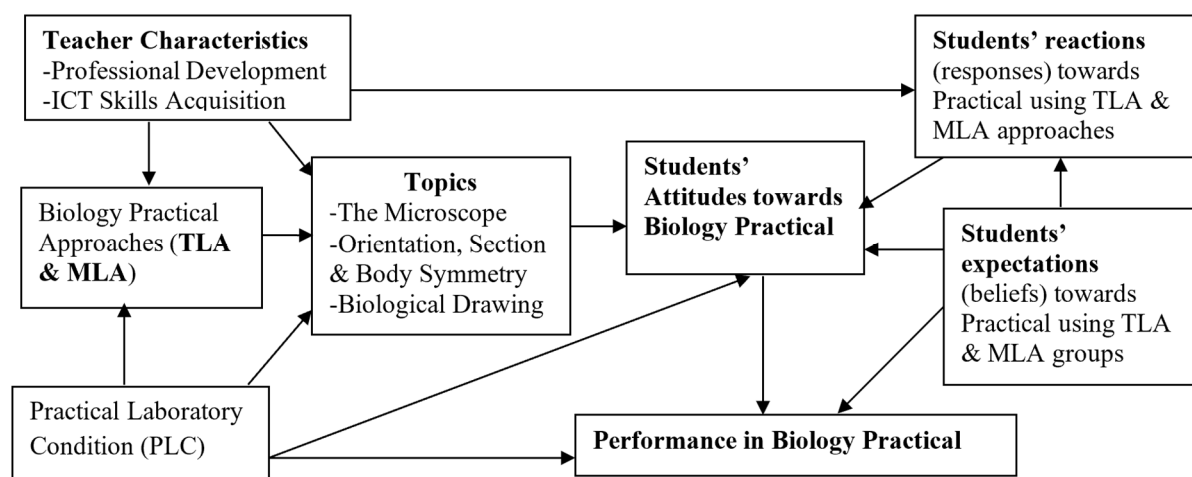 Teacher Characteristics
-Professional Development
-ICT Skills Acquisition
Students’ reactions
(responses) towards
Practical using TLA &
MLA approaches
Biology Practical
Approaches (TLA
& MLA)
Topics
-The Microscope
-Orientation, Section
& Body Symmetry
-Biological Drawing
Students’
Attitudes towards
Biology Practical
Students’
expectations
(beliefs) towards
Practical using TLA
& MLA groups
Practical Laboratory
Condition (PLC)
Performance in Biology Practical